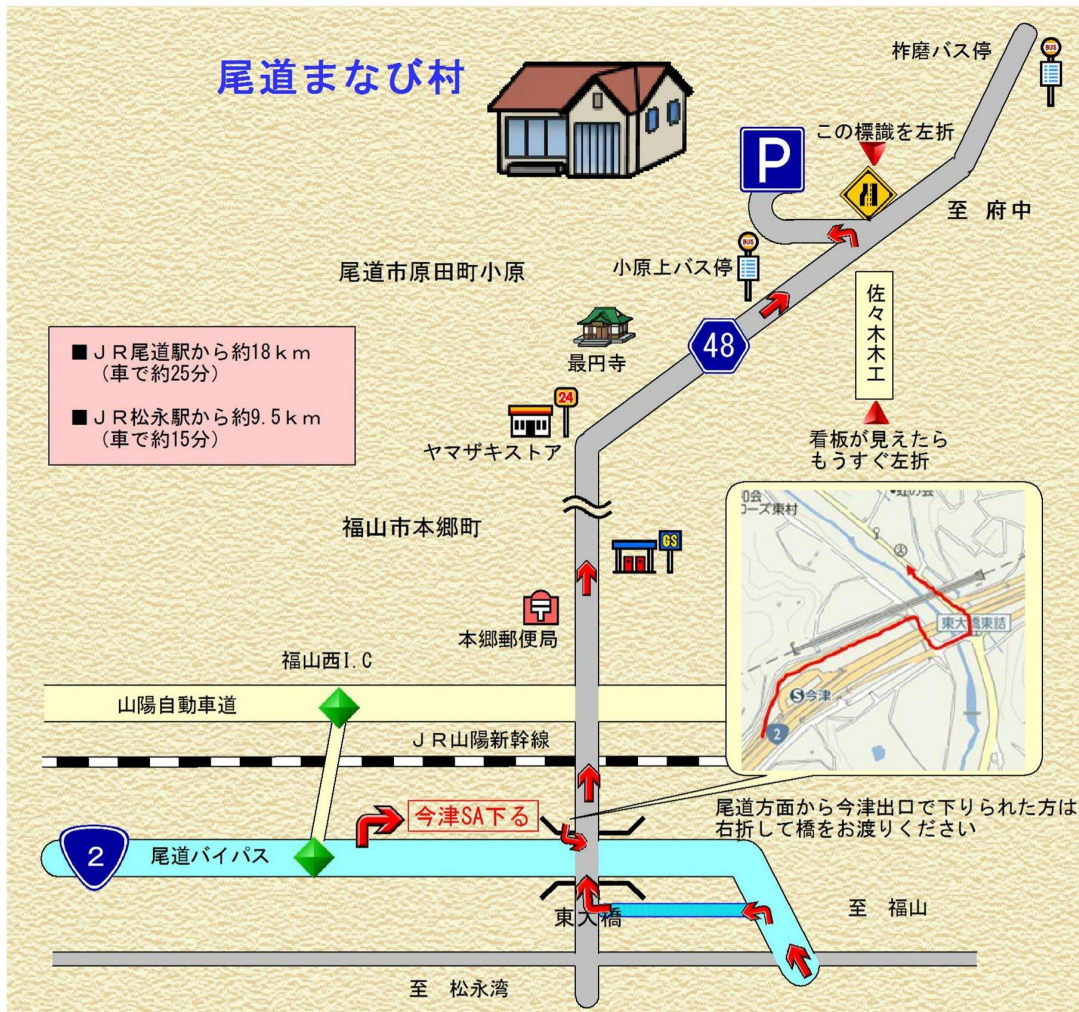 尾道まなび村
柞磨バス停
BUS
この標識を左折
P
至 府中
BUS
小原上バス停
尾道市原田町小原
佐々木木工
最円寺
48
■JR尾道駅から約18km
(車で約25分)
■JR松永駅から約9.5km
(車で約15分)
24
ヤマザキストア
看板が見えたら
もうすぐ左折
福山市本郷町
GS
〒
本郷郵便局
ローズ東村
東大橋東詰
S今津
2
福山西I.C
山陽自動車道
JR山陽新幹線
今津SA下る
尾道方面から今津出口で下りられた方は
右折して橋をお渡りください
2
尾道バイパス
東大橋
至 福山
至 松永湾